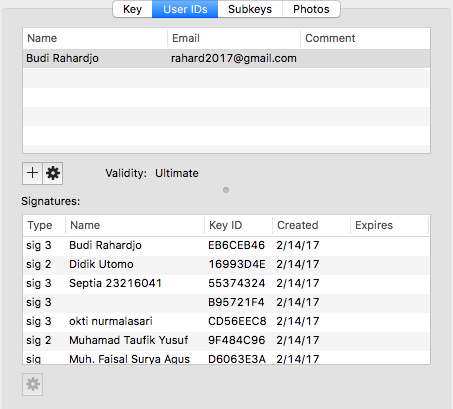 Key User IDs Subkeys Photos
Name Email Comment
Budi Rahardjo rahard2017@gmail.com
+ Validity: Ultimate
Signatures:
Type Name Key ID Created Expires
sig 3 Budi Rahardjo EB6CEB46 2/14/17
sig 2 Didik Utomo 16993D4E 2/14/17
sig 3 Septia 23216041 55374324 2/14/17
sig 3 B95721F4 2/14/17
sig 3 okti nurmalasari CD56EEC8 2/14/17
sig 2 Muhamad Taufik Yusuf 9F484C96 2/14/17
sig Muh. Faisal Surya Agus D6063E3A 2/14/17